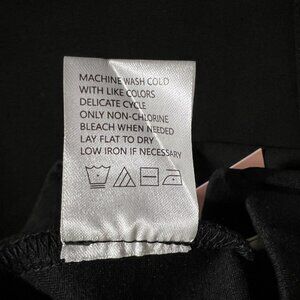 MACHINE WASH COLD
WITH LIKE COLORS
DELICATE CYCLE
ONLY NON-CHLORINE
BLEACH WHEN NEEDED
LAY FLAT TO DRY
LOW IRON IF NECESSARY